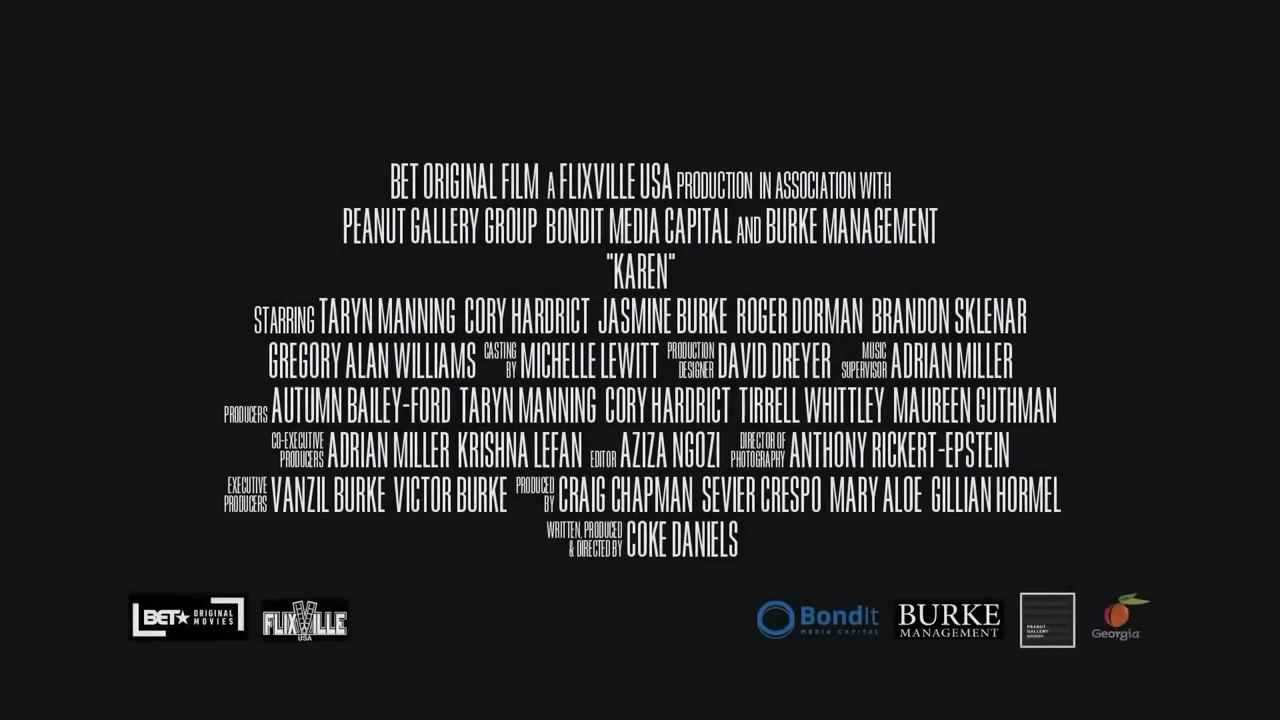 BET ORIGINAL FILM A FLIXVILLE USA PRODUCTION IN ASSOCIATION WITH
PEANUT GALLERY GROUP BONDIT MEDIA CAPITAL AND BURKE MANAGEMENT
"KAREN"
STARRING TARYN MANNING CORY HARDRICT JASMINE BURKE ROGER DORMAN BRANDON SKLENAR
GREGORY ALAN WILLIAMS CASTING BY MICHELLE LEWITT PRODUCTION DESIGNER DAVID DREYER MUSIC SUPERVISOR ADRIAN MILLER
PRODUCERS AUTUMN BAILEY-FORD TARYN MANNING CORY HARDRICT TIRRELL WHITTLEY MAUREEN GUTHMAN
CO-EXECUTIVE PRODUCERS ADRIAN MILLER KRISHNA LEFAN EDITOR AZIZA NGOZI DIRECTOR OF PHOTOGRAPHY ANTHONY RICKERT-EPSTEIN
EXECUTIVE PRODUCERS VANZIL BURKE VICTOR BURKE PRODUCED BY CRAIG CHAPMAN SEVIER CRESPO MARY ALOE GILLIAN HORMEL
WRITTEN, PRODUCED & DIRECTED BY COKE DANIELS
BET★ ORIGINAL MOVIES
FLIXVILLE USA
BondIt MEDIA CAPITAL
BURKE MANAGEMENT
PEANUT GALLERY GROUP
Georgia